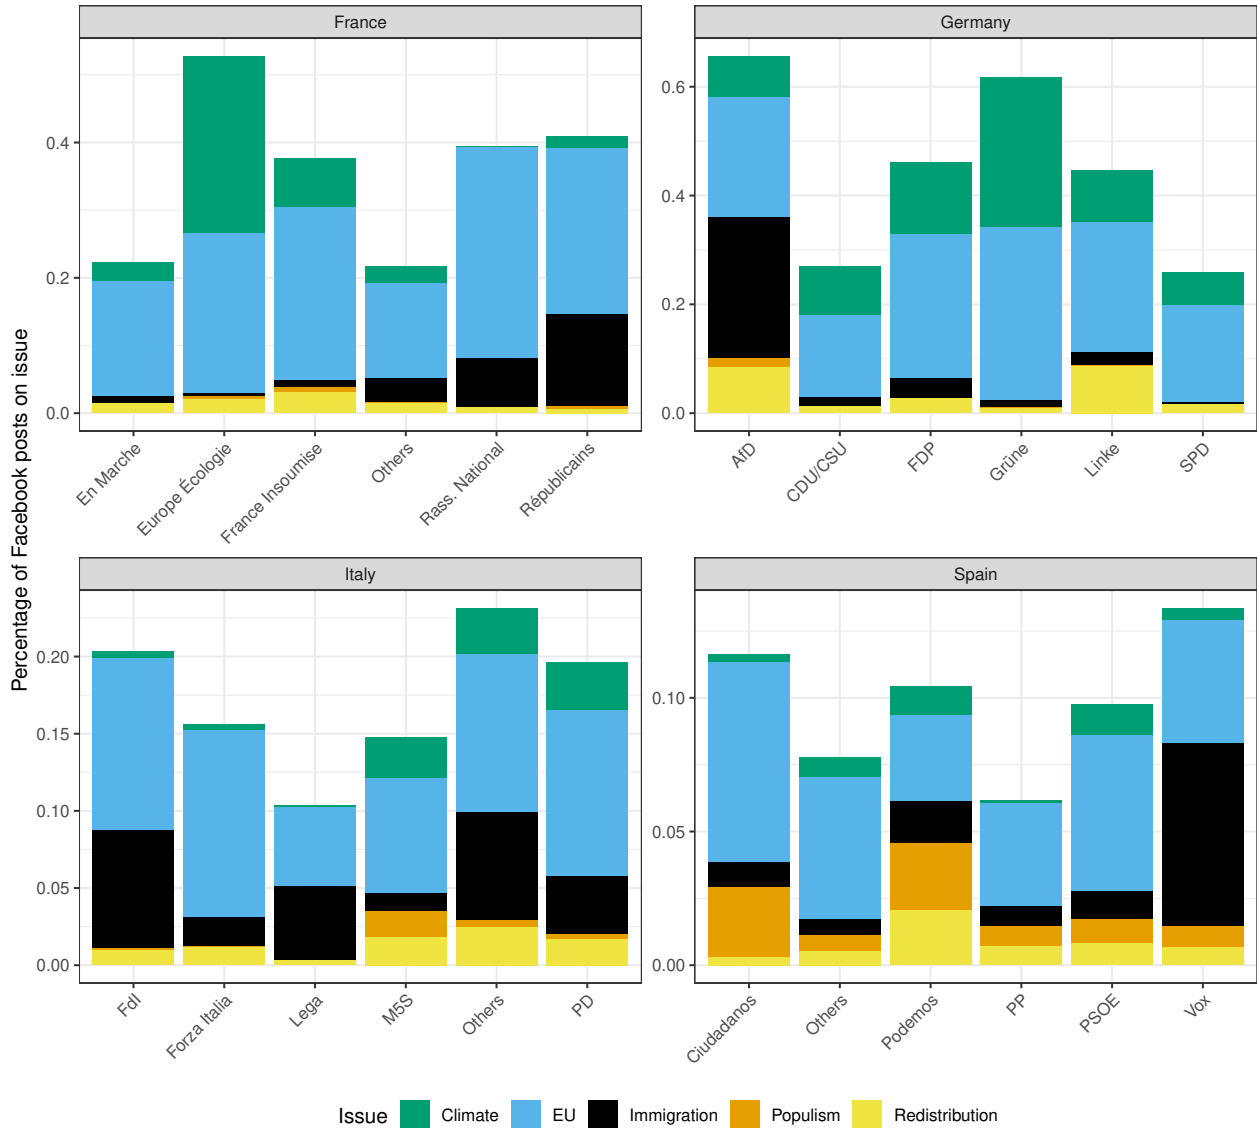 France
Germany
Percentage of Facebook posts on issue
0.4
0.2
0.0
0.6
0.4
0.2
0.0
En Marche
Europe Écologie
France Insoumise
Others
Rass. National
Républicains
AfD
CDU/CSU
FDP
Grüne
Linke
SPD
Italy
Spain
0.20
0.15
0.10
0.05
0.00
0.10
0.05
0.00
FdI
Forza Italia
Lega
M5S
Others
PD
Ciudadanos
Others
Podemos
PP
PSOE
Vox
Issue Climate EU Immigration Populism Redistribution